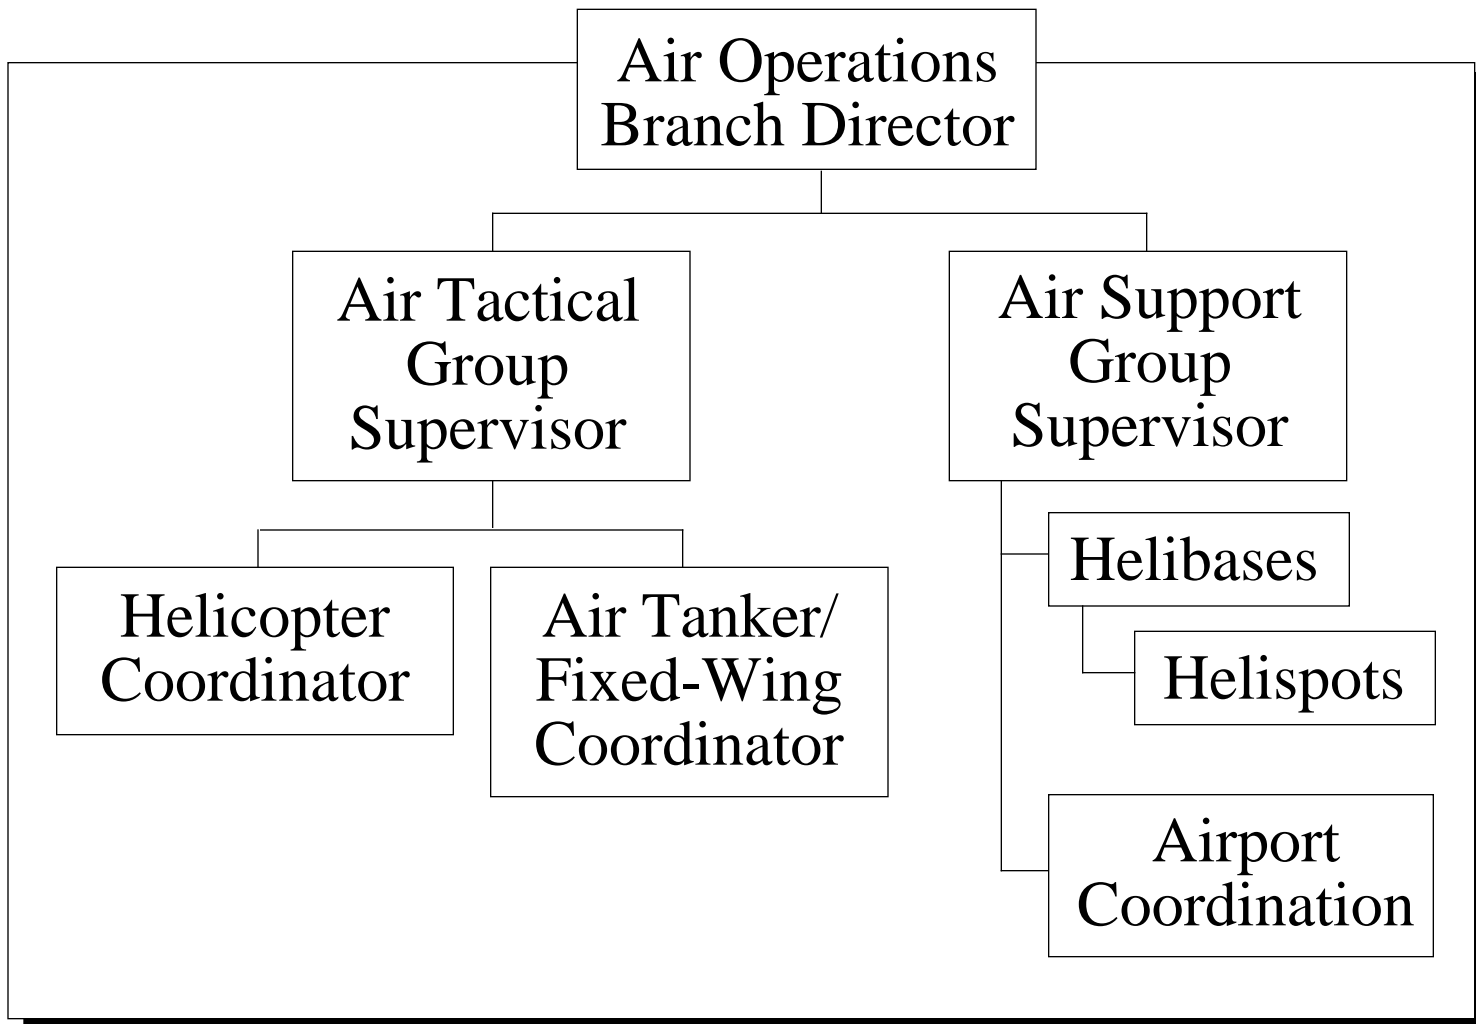 Air Operations
Branch Director
Air Tactical
Group
Supervisor
Air Support
Group
Supervisor
Helicopter
Coordinator
Air Tanker/
Fixed-Wing
Coordinator
Helibases
Helispots
Airport
Coordination